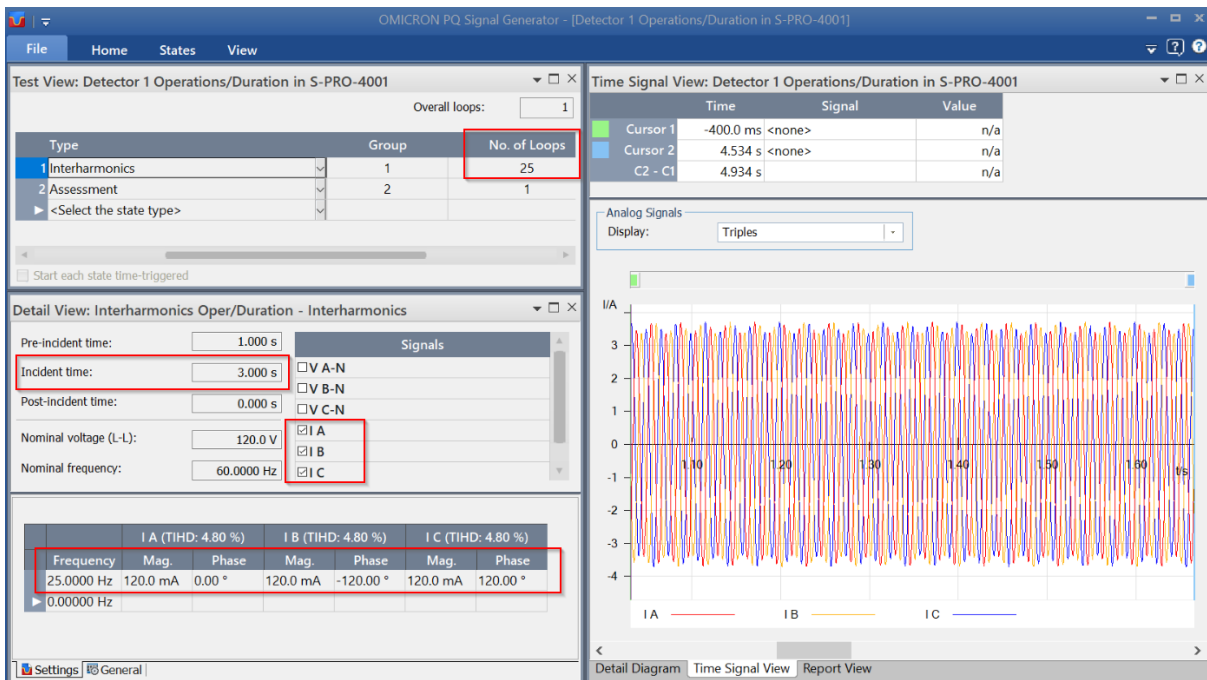 OMICRON PQ Signal Generator - [Detector 1 Operations/Duration in S-PRO-4001]
File Home States View
Test View: Detector 1 Operations/Duration in S-PRO-4001
Overall loops: 1
Type Group No. of Loops
1 Interharmonics 1 25
2 Assessment 2 1
<Select the state type>
Start each state time-triggered
Detail View: Interharmonics Oper/Duration - Interharmonics
Pre-incident time: 1.000 s
Incident time: 3.000 s
Post-incident time: 0.000 s
Nominal voltage (L-L): 120.0 V
Nominal frequency: 60.0000 Hz
Signals
V A-N
V B-N
V C-N
I A
I B
I C
I A (TIHD: 4.80 %) I B (TIHD: 4.80 %) I C (TIHD: 4.80 %)
Frequency Mag. Phase Mag. Phase Mag. Phase
25.0000 Hz 120.0 mA 0.00 ° 120.0 mA -120.00 ° 120.0 mA 120.00 °
0.00000 Hz
Settings General
Time Signal View: Detector 1 Operations/Duration in S-PRO-4001
Time Signal Value
Cursor 1 -400.0 ms <none> n/a
Cursor 2 4.534 s <none> n/a
C2 - C1 4.934 s n/a
Analog Signals
Display: Triples
I/A
3
2
1
0
-1
-2
-3
-4
1.10 1.20 1.30 1.40 1.50 1.60 t/s
I A I B I C
Detail Diagram Time Signal View Report View